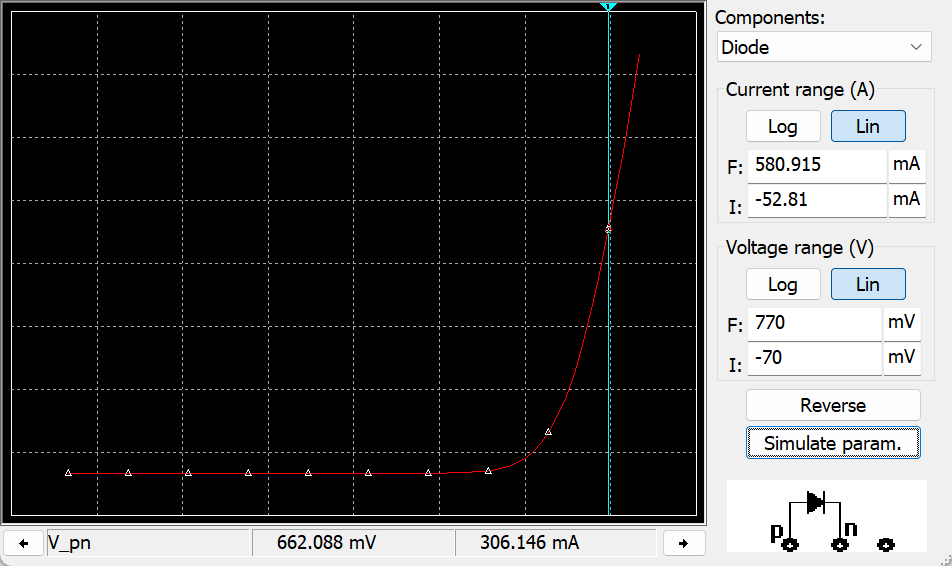 Components:
Diode
Current range (A)
Log Lin
F: 580.915 mA
I: -52.81 mA
Voltage range (V)
Log Lin
F: 770 mV
I: -70 mV
Reverse
Simulate param.
p n
V_pn 662.088 mV 306.146 mA